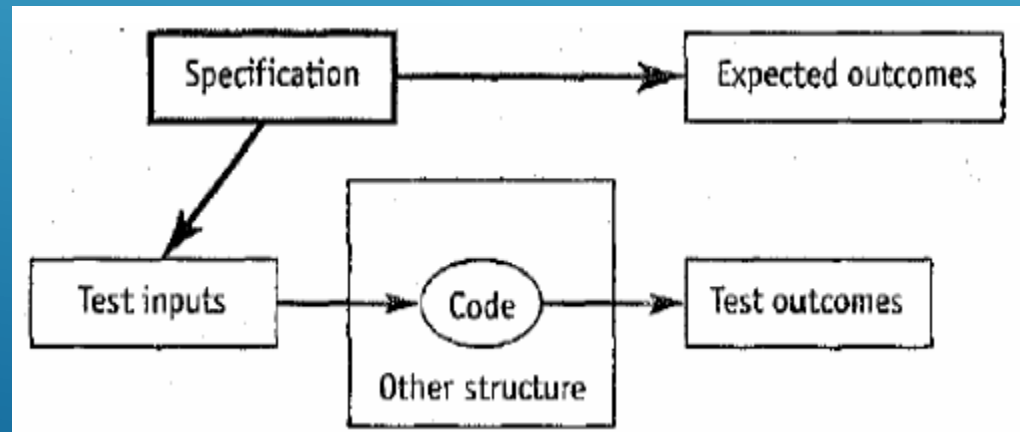 Specification
Expected outcomes
Test inputs
Code
Test outcomes
Other structure